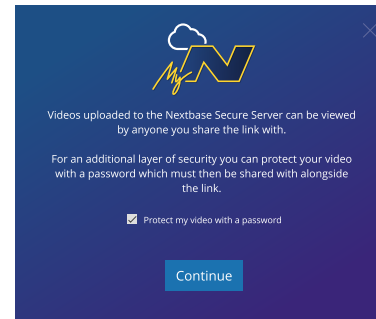 My N
Videos uploaded to the Nextbase Secure Server can be viewed
by anyone you share the link with.
For an additional layer of security you can protect your video
with a password which must then be shared with alongside
the link.
Protect my video with a password
Continue